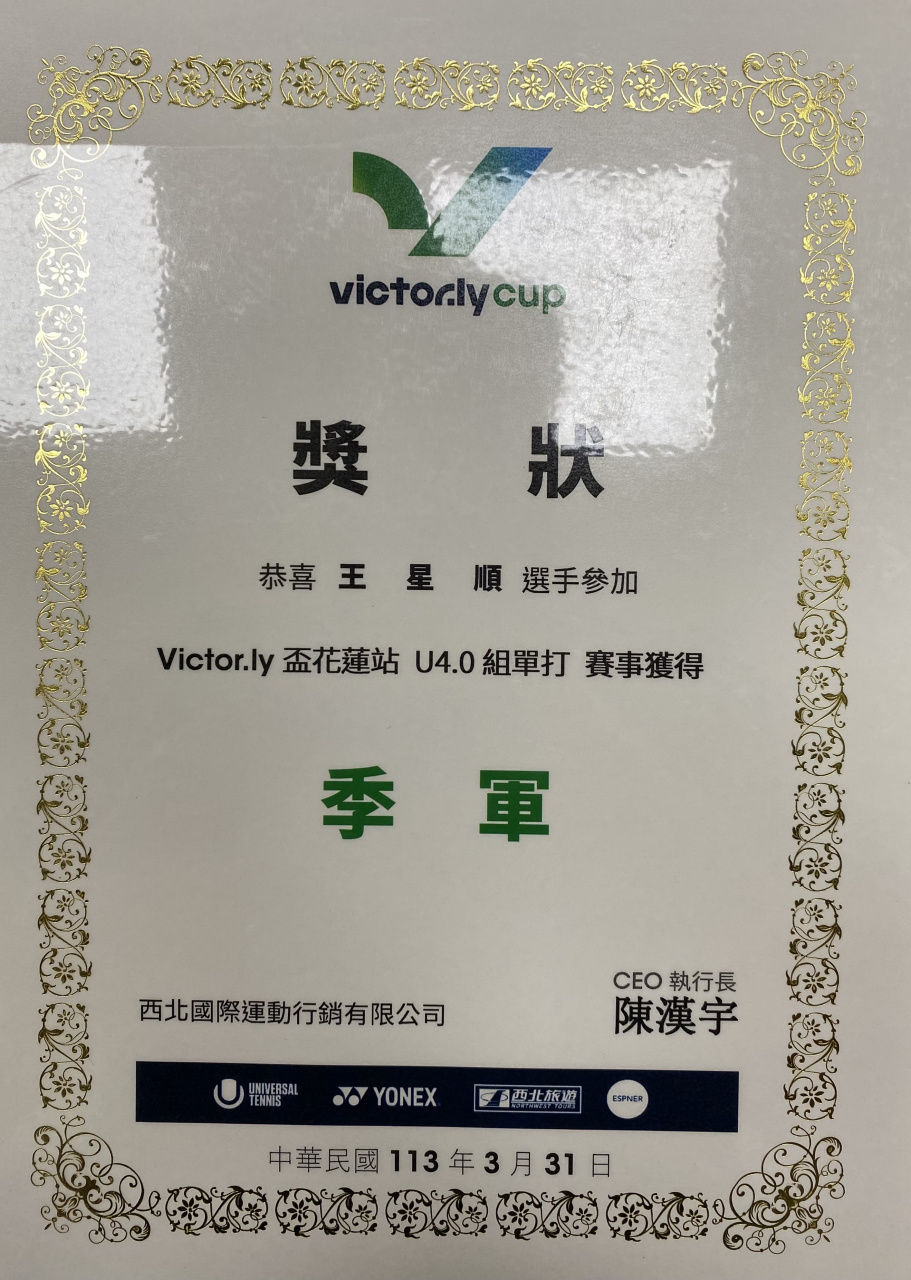 victor.ly cup
獎 狀
恭喜 王 星 順 選手參加
Victor.ly 盃花蓮站 U4.0 組單打 賽事獲得
季 軍
CEO 執行長
西北國際運動行銷有限公司 陳漢宇
UNIVERSAL TENNIS YONEX 西北旅遊 NORTHWEST TOURS ESPNER
中華民國 113 年 3 月 31 日